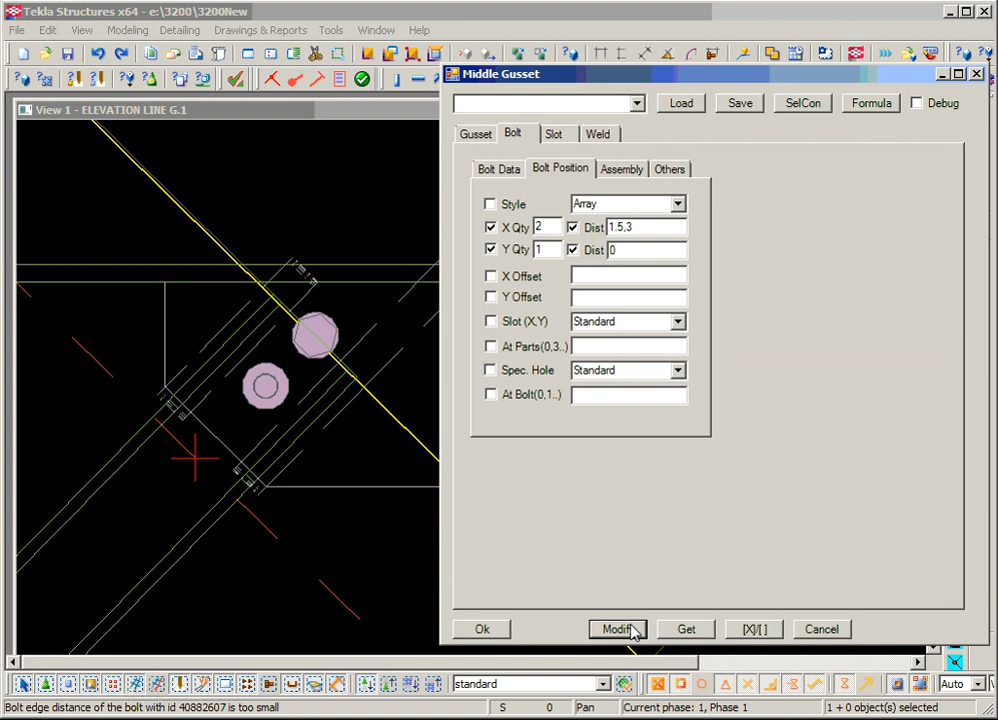 Tekla Structures x64 - e:\3200\3200New
File Edit View Modeling Detailing Drawings & Reports Tools Window Help
View 1 - ELEVATION LINE G.1
Middle Gusset
Load Save SelCon Formula Debug
Gusset Bolt Slot Weld
Bolt Data Bolt Position Assembly Others
Style Array
X Qty 2 Dist 1.5,3
Y Qty 1 Dist 0
X Offset
Y Offset
Slot (X,Y) Standard
At Parts(0,3..)
Spec. Hole Standard
At Bolt(0,1..)
Ok Modify Get [X]/[ ] Cancel
standard Auto
Bolt edge distance of the bolt with id 40882607 is too small S 0 Pan Current phase: 1, Phase 1 1 + 0 object(s) selected